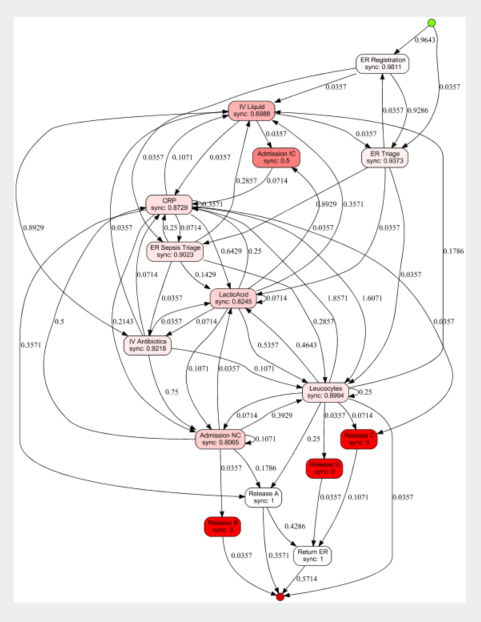 0.9643
ER Registration
sync: 0.9811
0.0357
0.0357
0.0357
0.9286
IV Liquid
sync: 0.6988
0.0357
0.0357
Admission IC
sync: 0.5
ER Triage
sync: 0.9373
0.0357
0.1071
0.0357
0.2857
0.0714
0.8929
0.3571
CRP
sync: 0.8729
0.3571
0.25
0.0714
0.8929
0.0357
0.0357
0.0357
ER Sepsis Triage
sync: 0.9023
0.6429
0.25
0.1786
0.0714
0.1429
0.0357
LacticAcid
sync: 0.8245
0.0714
0.0357
1.8571
1.6071
0.5
0.2143
0.0357
0.0714
0.2857
0.0357
0.3571
IV Antibiotics
sync: 0.9218
0.5357
0.4643
0.1071
0.0357
0.1071
0.75
Leucocytes
sync: 0.8994
0.25
0.0714
0.3929
0.0357
0.0714
Admission NC
sync: 0.8065
0.1071
0.25
Release C
sync: 0
0.0357
0.1786
Release D
sync: 0
Release A
sync: 1
0.0357
0.1071
0.0357
Release B
sync: 0
0.4286
0.0357
0.3571
Return ER
sync: 1
0.5714